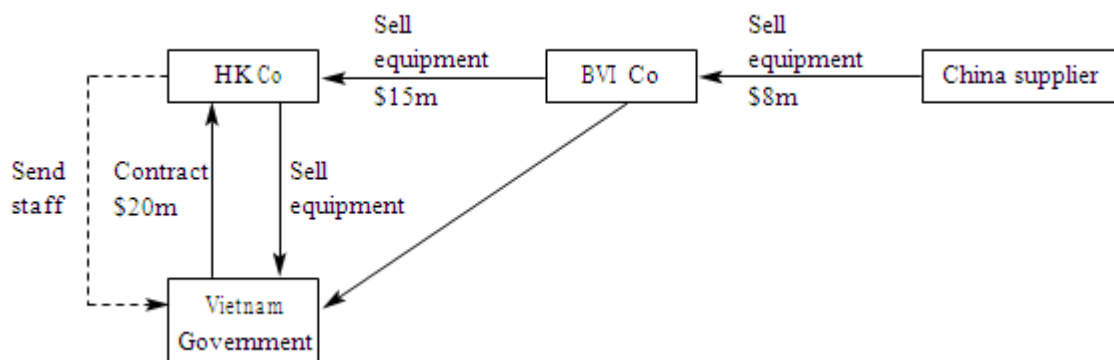 Sell
equipment
$15m
Sell
equipment
$8m
HK Co
BVI Co
China supplier
Send
staff
Contract
$20m
Sell
equipment
Vietnam
Government